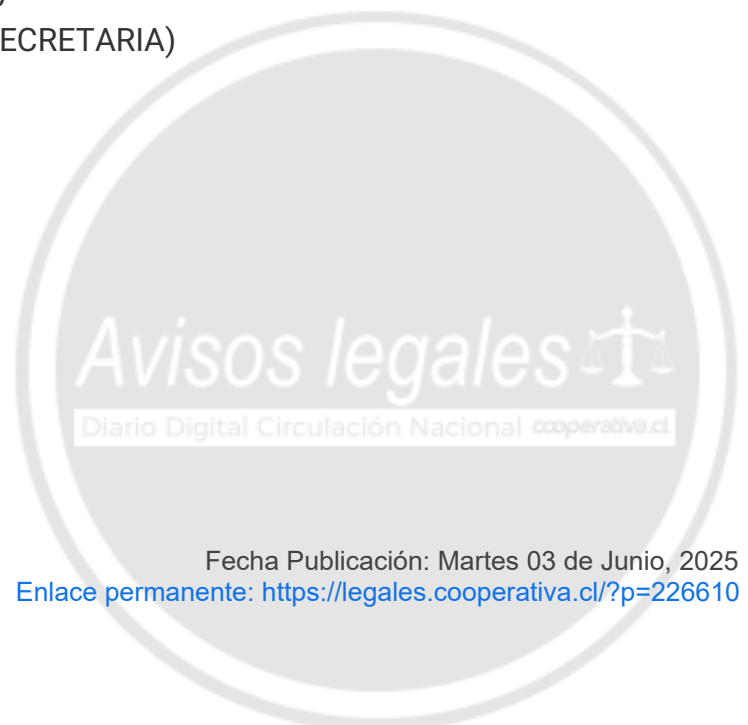 ECRETARIA)
Avisos legales
Diario Digital Circulación Nacional cooperativa.cl
Fecha Publicación: Martes 03 de Junio, 2025
Enlace permanente: https://legales.cooperativa.cl/?p=226610